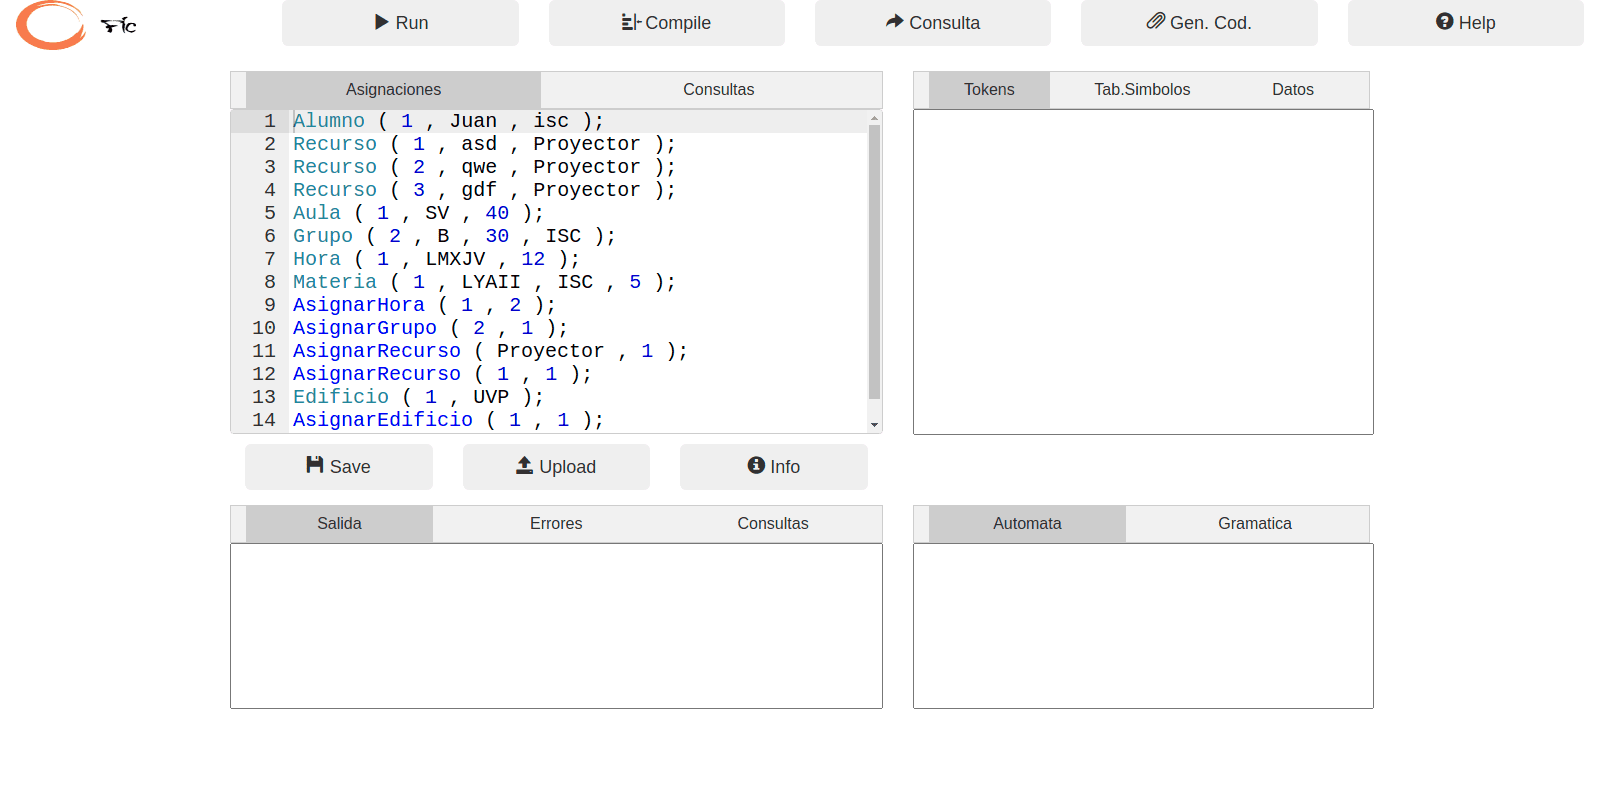 Tic Run Compile Consulta Gen. Cod. Help
Asignaciones Consultas Tokens Tab.Simbolos Datos
1 Alumno ( 1 , Juan , isc );
2 Recurso ( 1 , asd , Proyector );
3 Recurso ( 2 , qwe , Proyector );
4 Recurso ( 3 , gdf , Proyector );
5 Aula ( 1 , SV , 40 );
6 Grupo ( 2 , B , 30 , ISC );
7 Hora ( 1 , LMXJV , 12 );
8 Materia ( 1 , LYAII , ISC , 5 );
9 AsignarHora ( 1 , 2 );
10 AsignarGrupo ( 2 , 1 );
11 AsignarRecurso ( Proyector , 1 );
12 AsignarRecurso ( 1 , 1 );
13 Edificio ( 1 , UVP );
14 AsignarEdificio ( 1 , 1 );
Save Upload Info
Salida Errores Consultas Automata Gramatica